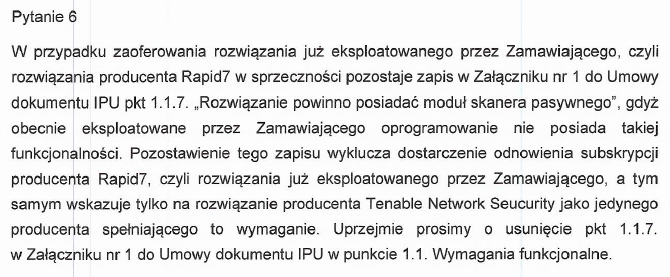 Pytanie 6
W przypadku zaoferowania rozwiązania już eksploatowanego przez Zamawiającego, czyli
rozwiązania producenta Rapid7 w sprzeczności pozostaje zapis w Załączniku nr 1 do Umowy
dokumentu IPU pkt 1.1.7. „Rozwiązanie powinno posiadać moduł skanera pasywnego”, gdyż
obecnie eksploatowane przez Zamawiającego oprogramowanie nie posiada takiej
funkcjonalności. Pozostawienie tego zapisu wyklucza dostarczenie odnowienia subskrypcji
producenta Rapid7, czyli rozwiązania już eksploatowanego przez Zamawiającego, a tym
samym wskazuje tylko na rozwiązanie producenta Tenable Network Seucurity jako jedynego
producenta spełniającego to wymaganie. Uprzejmie prosimy o usunięcie pkt 1.1.7.
w Załączniku nr 1 do Umowy dokumentu IPU w punkcie 1.1. Wymagania funkcjonalne.